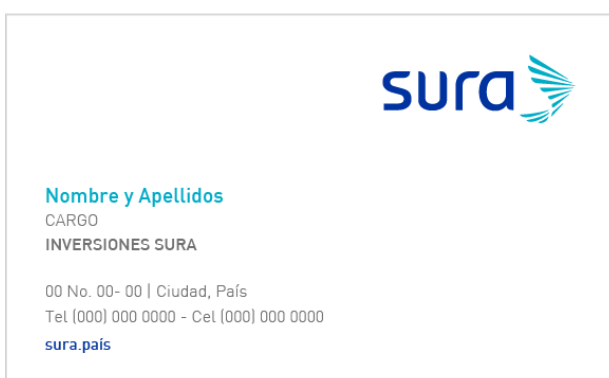 sura
Nombre y Apellidos
CARGO
INVERSIONES SURA
00 No. 00- 00 | Ciudad, País
Tel (000) 000 0000 - Cel (000) 000 0000
sura.país